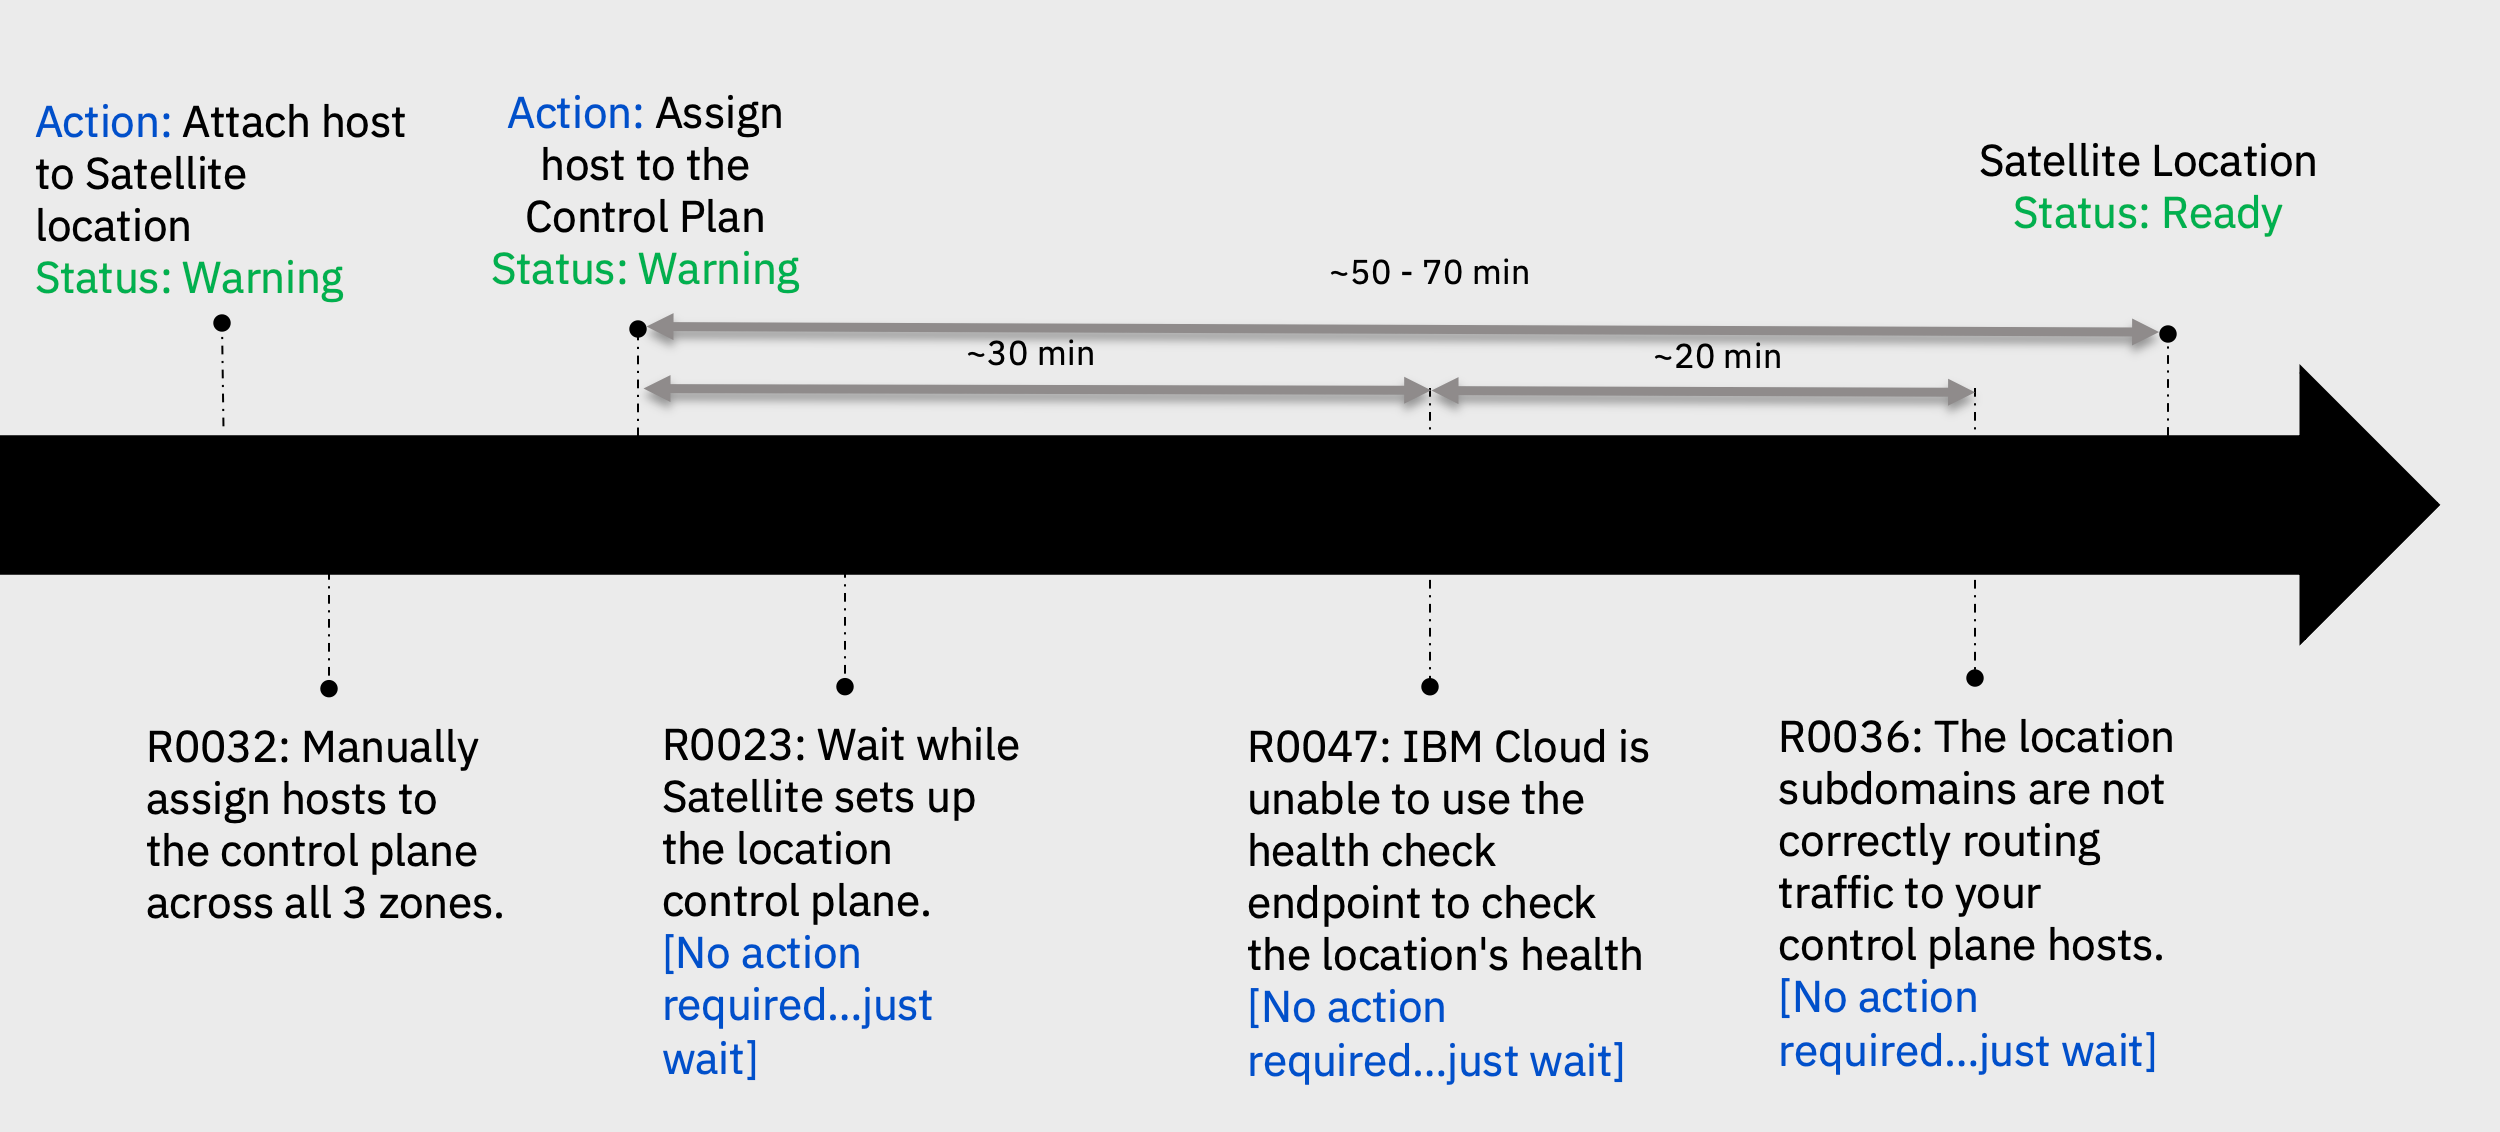 Action: Attach host
to Satellite
location
Status: Warning
Action: Assign
host to the
Control Plan
Status: Warning
Satellite Location
Status: Ready
~50 - 70 min
~30 min
~20 min
R0032: Manually
assign hosts to
the control plane
across all 3 zones.
R0023: Wait while
Satellite sets up
the location
control plane.
[No action
required...just
wait]
R0047: IBM Cloud is
unable to use the
health check
endpoint to check
the location's health
[No action
required...just wait]
R0036: The location
subdomains are not
correctly routing
traffic to your
control plane hosts.
[No action
required...just wait]